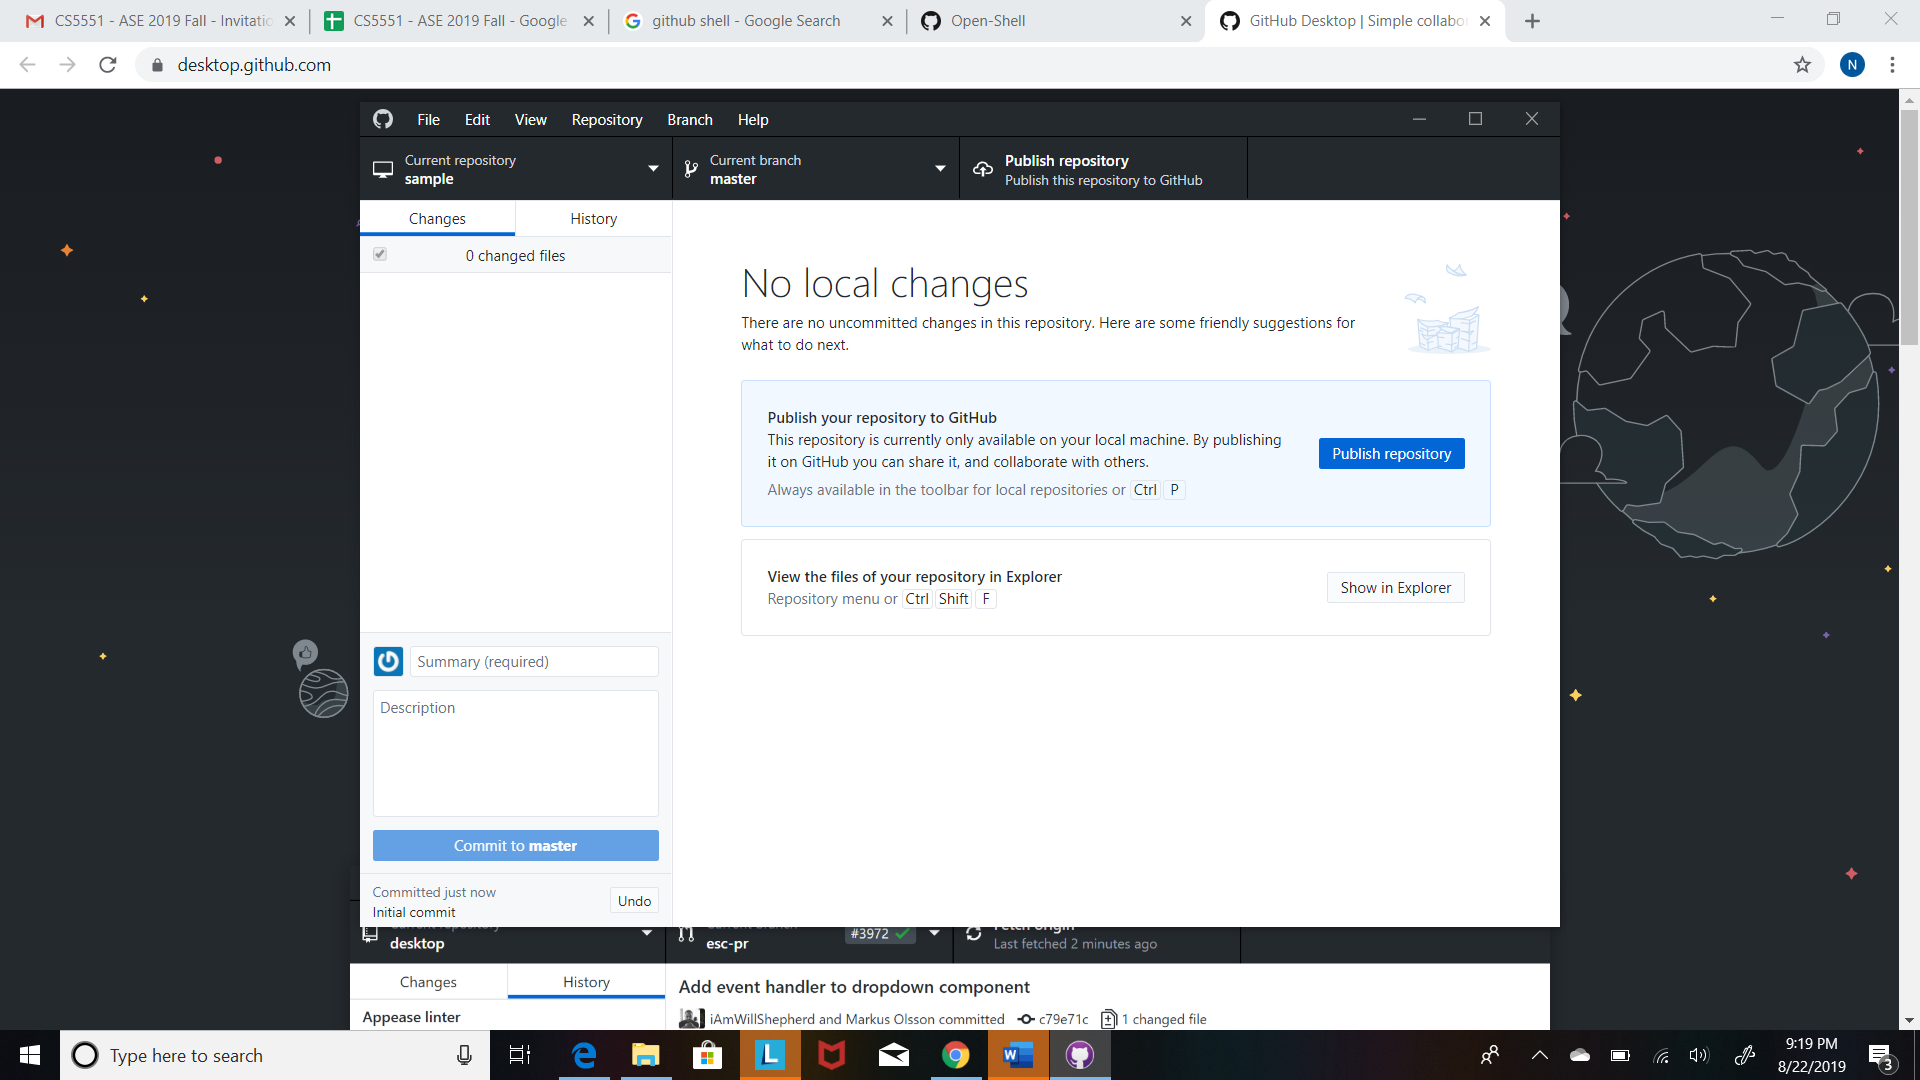 CS5551 - ASE 2019 Fall - Invitatio
CS5551 - ASE 2019 Fall - Google
github shell - Google Search
Open-Shell
GitHub Desktop | Simple collabor
desktop.github.com
N
File Edit View Repository Branch Help
Current repository
sample
Current branch
master
Publish repository
Publish this repository to GitHub
Changes
History
0 changed files
No local changes
There are no uncommitted changes in this repository. Here are some friendly suggestions for
what to do next.
Publish your repository to GitHub
This repository is currently only available on your local machine. By publishing
it on GitHub you can share it, and collaborate with others.
Always available in the toolbar for local repositories or Ctrl P
Publish repository
View the files of your repository in Explorer
Repository menu or Ctrl Shift F
Show in Explorer
Summary (required)
Description
Commit to master
Committed just now
Initial commit
Undo
Current repository
desktop
Current branch
esc-pr
#3972
Fetch origin
Last fetched 2 minutes ago
Changes
History
Add event handler to dropdown component
iAmWillShepherd and Markus Olsson committed
c79e71c
1 changed file
Appease linter
Type here to search
L
W
9:19 PM
8/22/2019
3